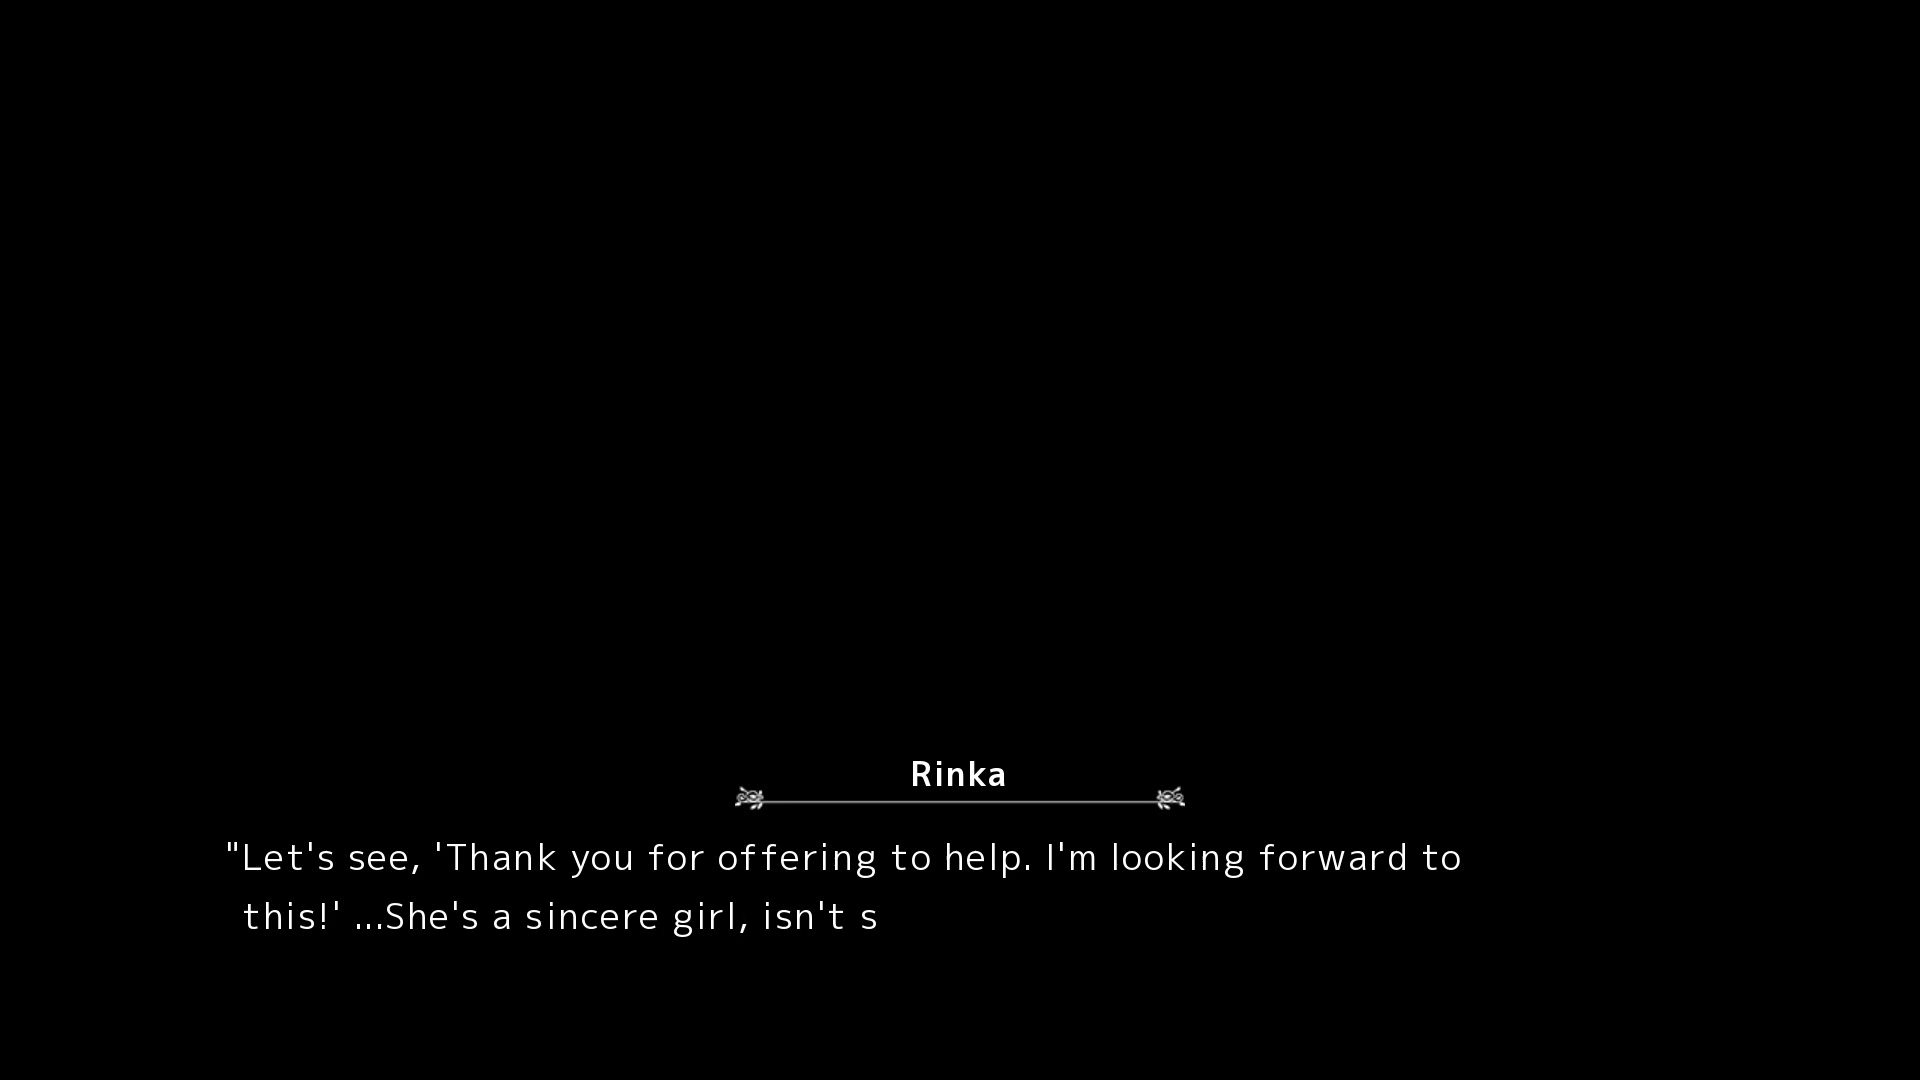 Rinka
"Let's see, 'Thank you for offering to help. I'm looking forward to
this!' ...She's a sincere girl, isn't s